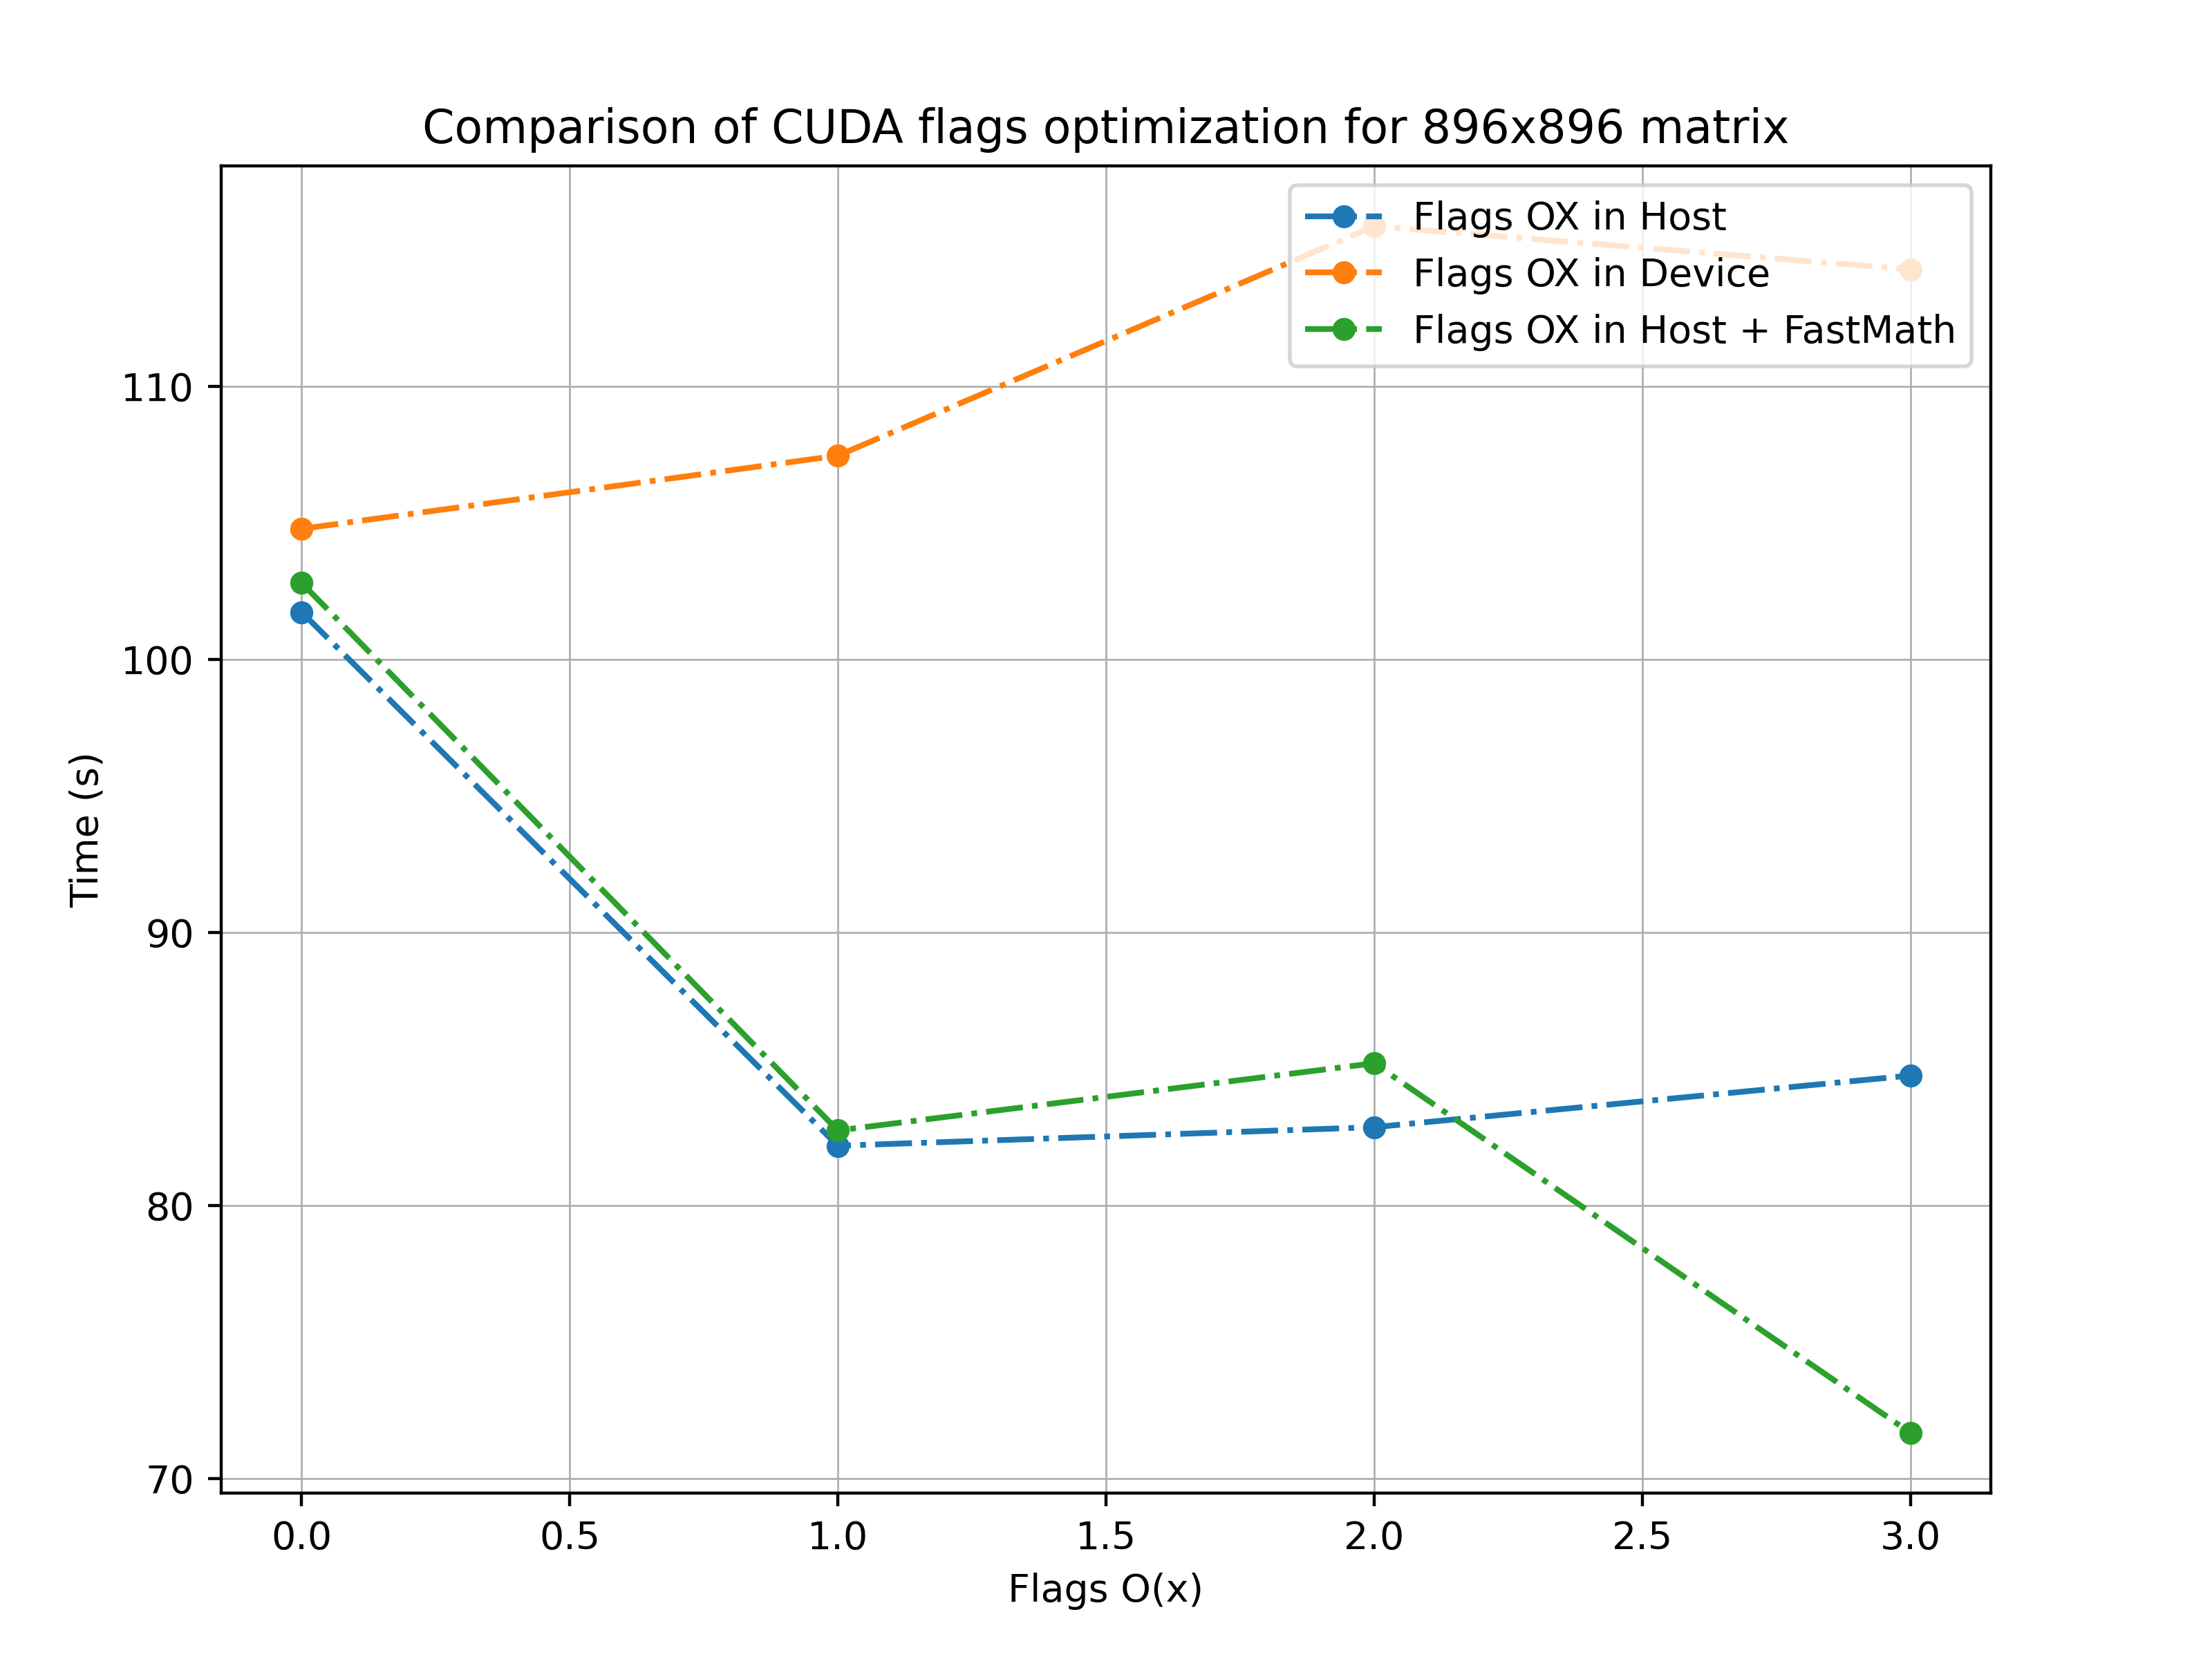 Comparison of CUDA flags optimization for 896x896 matrix
Flags OX in Host
Flags OX in Device
Flags OX in Host + FastMath
110
100
90
80
70
Time (s)
0.0 0.5 1.0 1.5 2.0 2.5 3.0
Flags O(x)